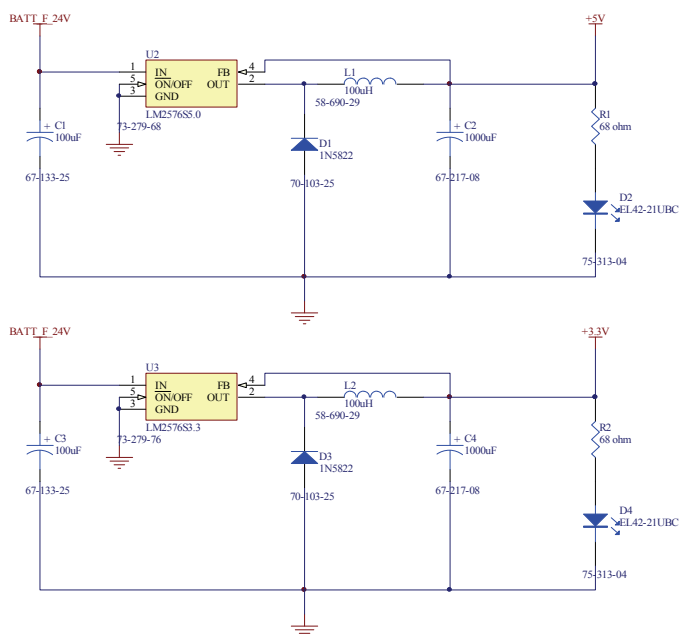 BATT_F_24V
+5V
U2
1 IN FB 4
5 ON/OFF OUT 2
3 GND
LM2576S5.0
73-279-68
L1
100uH
58-690-29
C1
100uF
67-133-25
D1
1N5822
70-103-25
C2
1000uF
67-217-08
R1
68 ohm
D2
EL42-21UBC
75-313-04
BATT_F_24V
+3.3V
U3
1 IN FB 4
5 ON/OFF OUT 2
3 GND
LM2576S3.3
73-279-76
L2
100uH
58-690-29
C3
100uF
67-133-25
D3
1N5822
70-103-25
C4
1000uF
67-217-08
R2
68 ohm
D4
EL42-21UBC
75-313-04